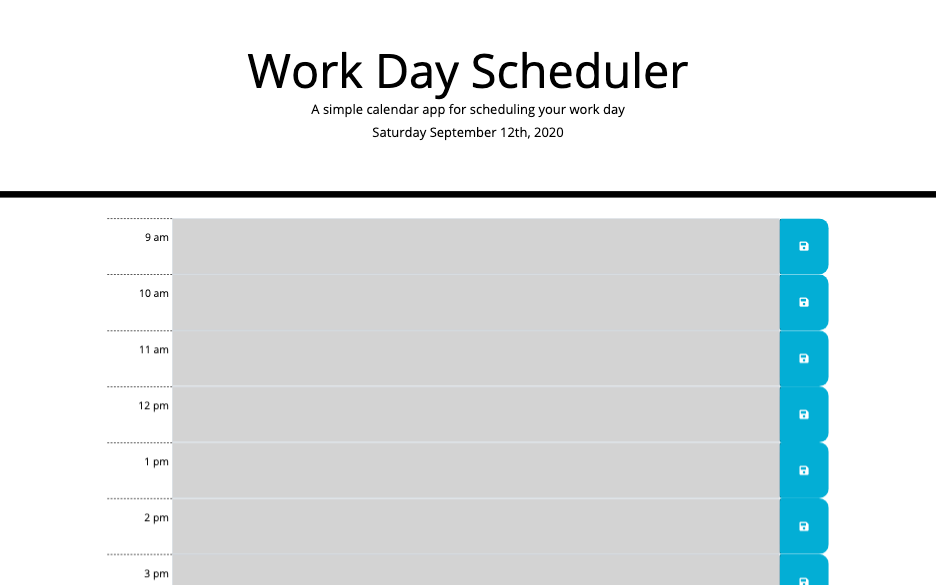 Work Day Scheduler
A simple calendar app for scheduling your work day
Saturday September 12th, 2020
9 am
10 am
11 am
12 pm
1 pm
2 pm
3 pm